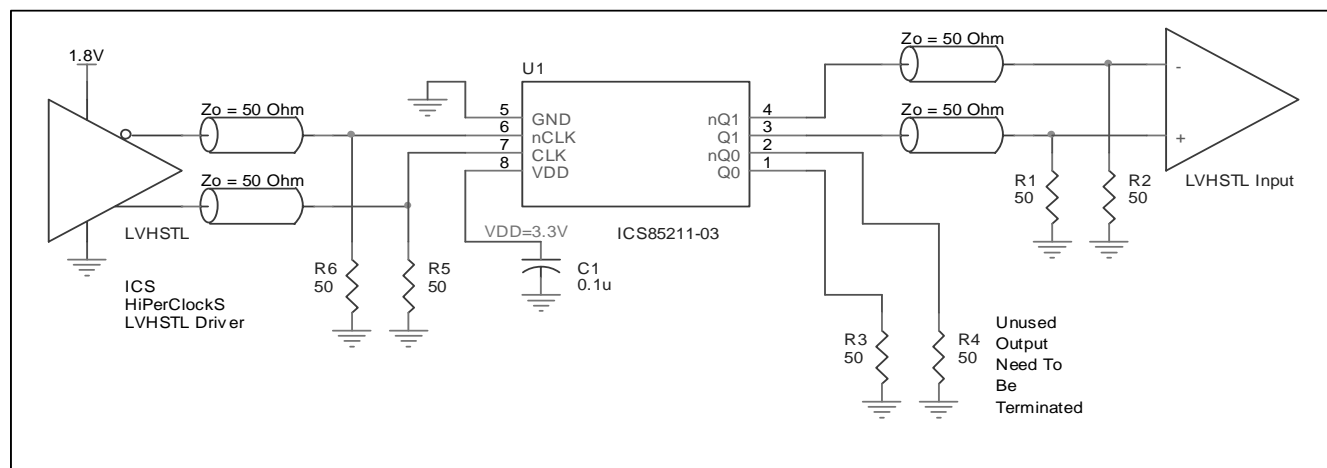 1.8V
Zo = 50 Ohm
Zo = 50 Ohm
LVHSTL
ICS
HiPerClockS
LVHSTL Driver
R6
50
R5
50
U1
5
6
7
8
GND
nCLK
CLK
VDD
nQ1
Q1
nQ0
Q0
4
3
2
1
ICS85211-03
VDD=3.3V
C1
0.1u
Zo = 50 Ohm
Zo = 50 Ohm
-
+
R1
50
R2
50
LVHSTL Input
R3
50
R4
50
Unused
Output
Need To
Be
Terminated